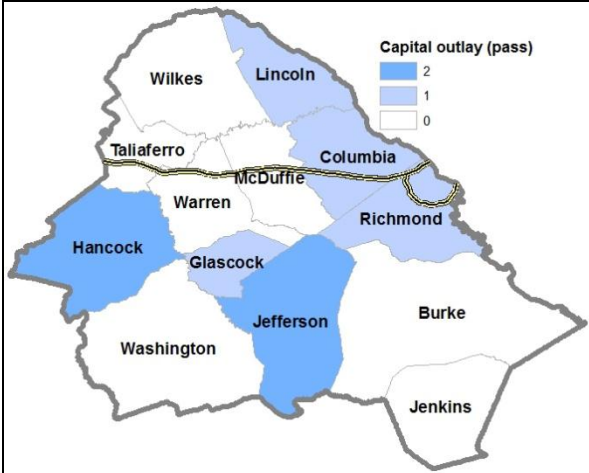 Capital outlay (pass)
2
1
0
Wilkes
Lincoln
Taliaferro
Columbia
McDuffie
Warren
Richmond
Hancock
Glascock
Jefferson
Burke
Washington
Jenkins